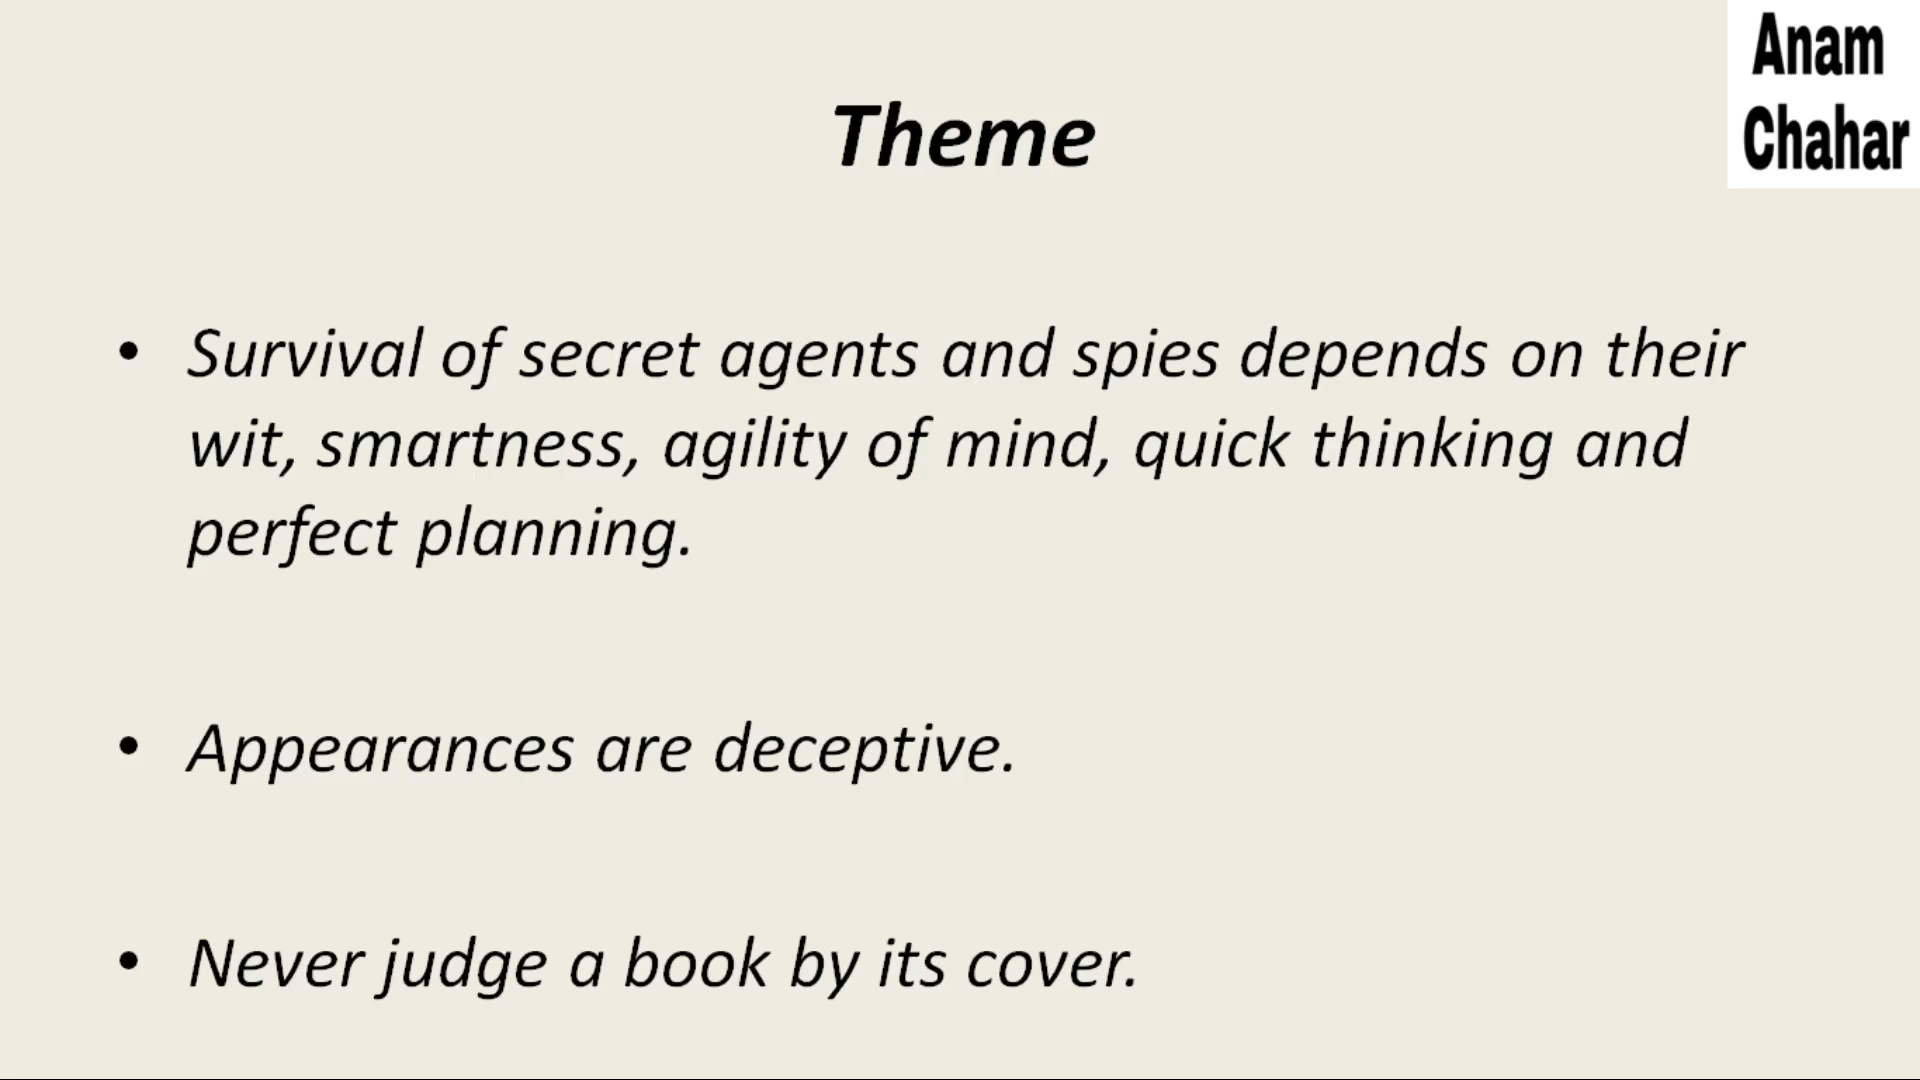 Anam
Chahar
Theme
• Survival of secret agents and spies depends on their
wit, smartness, agility of mind, quick thinking and
perfect planning.
• Appearances are deceptive.
• Never judge a book by its cover.